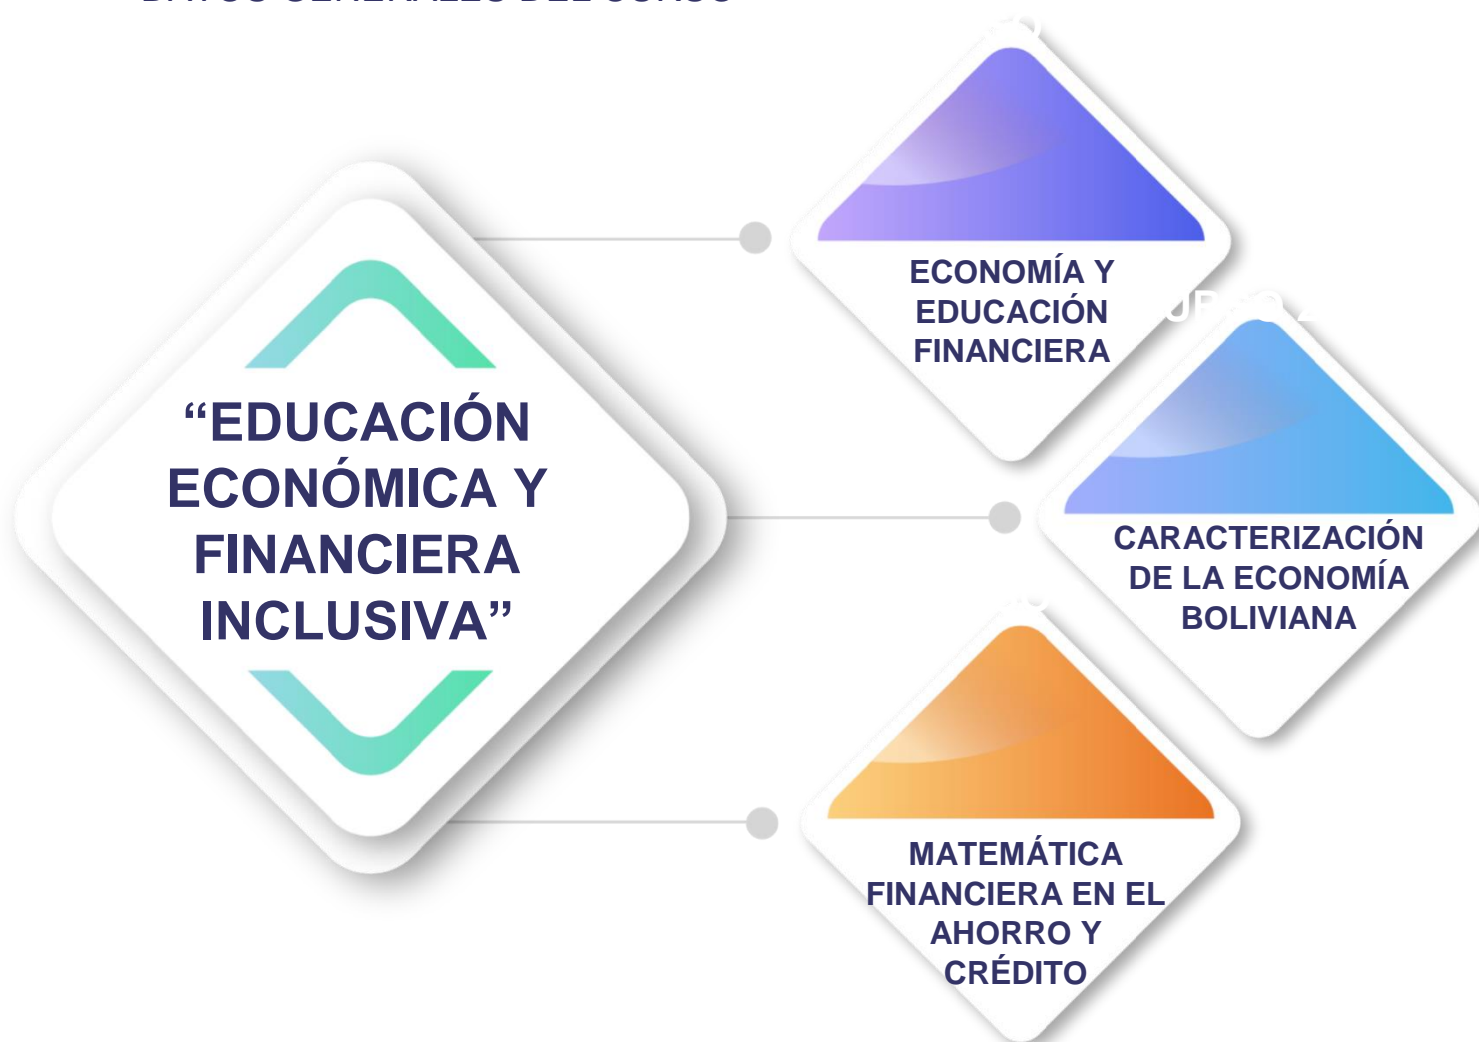 “EDUCACIÓN
ECONÓMICA Y
FINANCIERA
INCLUSIVA”
ECONOMÍA Y
EDUCACIÓN
FINANCIERA
CARACTERIZACIÓN
DE LA ECONOMÍA
BOLIVIANA
MATEMÁTICA
FINANCIERA EN EL
AHORRO Y
CRÉDITO